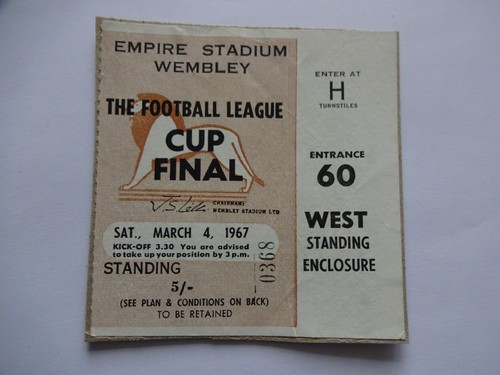 EMPIRE STADIUM
WEMBLEY
THE FOOTBALL LEAGUE
CUP
FINAL
CHAIRMAN:
WEMBLEY STADIUM LTD
SAT., MARCH 4, 1967
KICK-OFF 3.30 You are advised
to take up your position by 3 p.m.
STANDING
5/-
(SEE PLAN & CONDITIONS ON BACK)
TO BE RETAINED
0368
ENTER AT
H
TURNSTILES
ENTRANCE
60
WEST
STANDING
ENCLOSURE